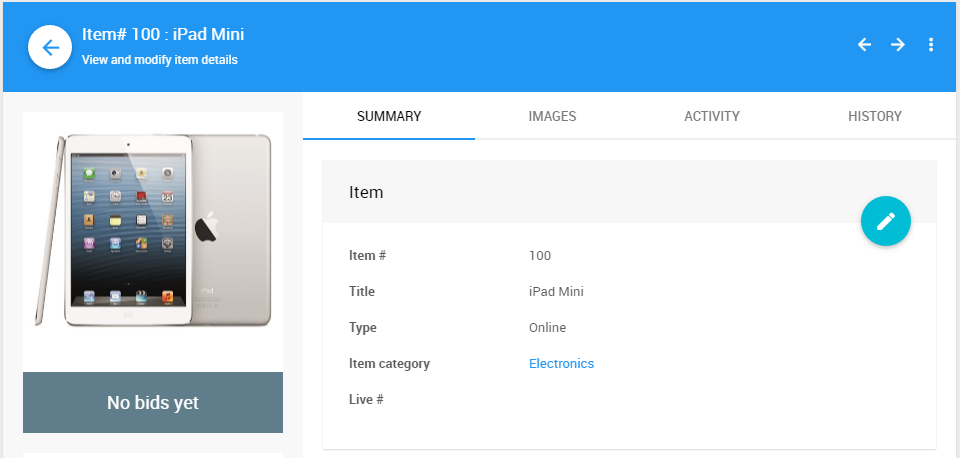 Item# 100 : iPad Mini
View and modify item details
SUMMARY IMAGES ACTIVITY HISTORY
No bids yet
Item
Item # 100
Title iPad Mini
Type Online
Item category Electronics
Live #